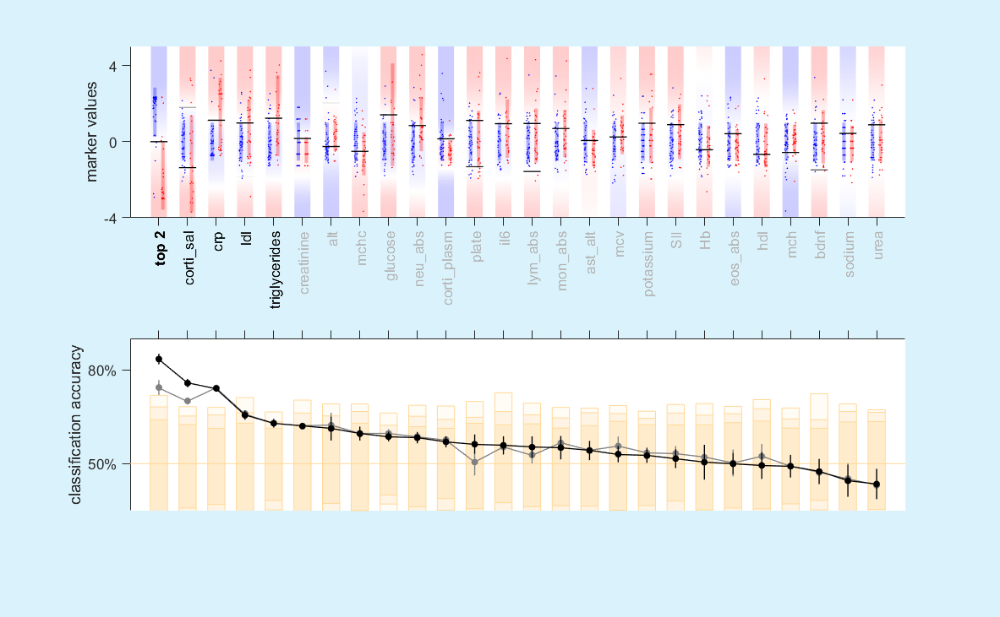 marker values
4
0
-4
top 2
corti_sal
crp
ldl
triglycerides
creatinine
alt
mchc
glucose
neu_abs
corti_plasm
plate
il6
lym_abs
mon_abs
ast_alt
mcv
potassium
SII
Hb
eos_abs
hdl
mch
bdnf
sodium
urea
classification accuracy
80%
50%